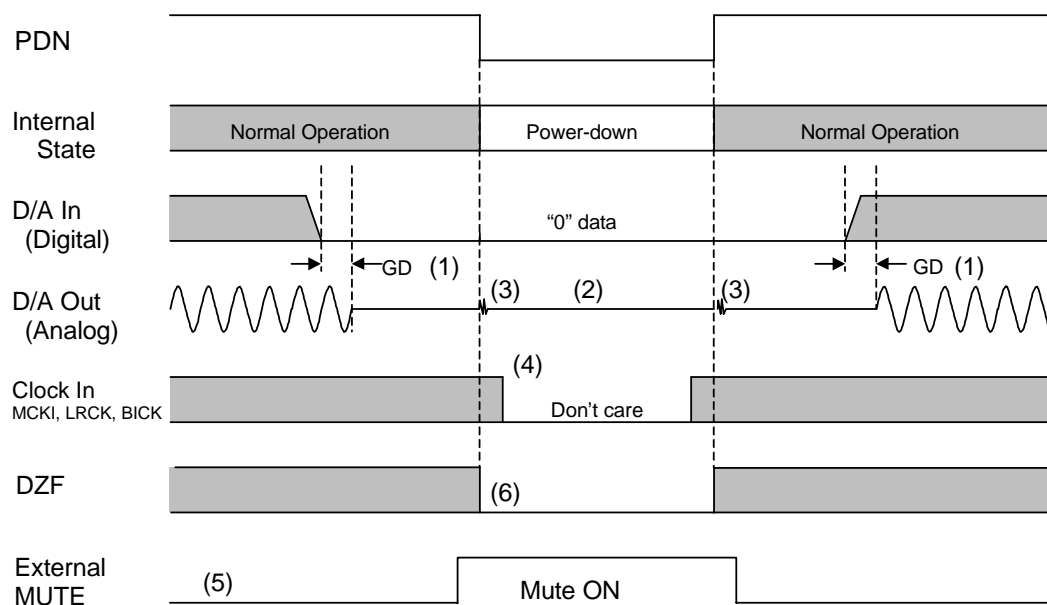 PDN
Internal
State
Normal Operation
Power-down
Normal Operation
D/A In
(Digital)
“0” data
GD (1)
GD (1)
D/A Out
(Analog)
(3)
(2)
(3)
Clock In
MCKI, LRCK, BICK
(4)
Don't care
DZF
(6)
External
MUTE
(5)
Mute ON